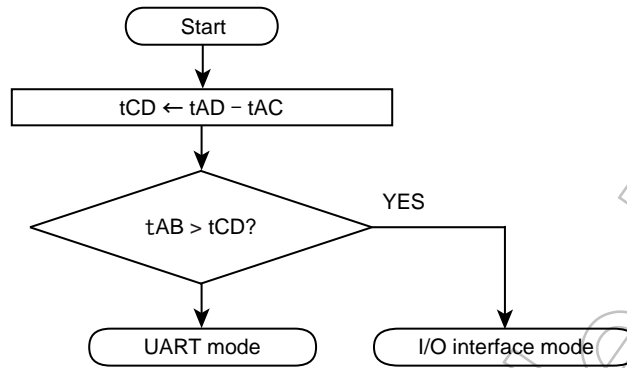 Start
tCD ← tAD − tAC
tAB > tCD?
YES
UART mode
I/O interface mode